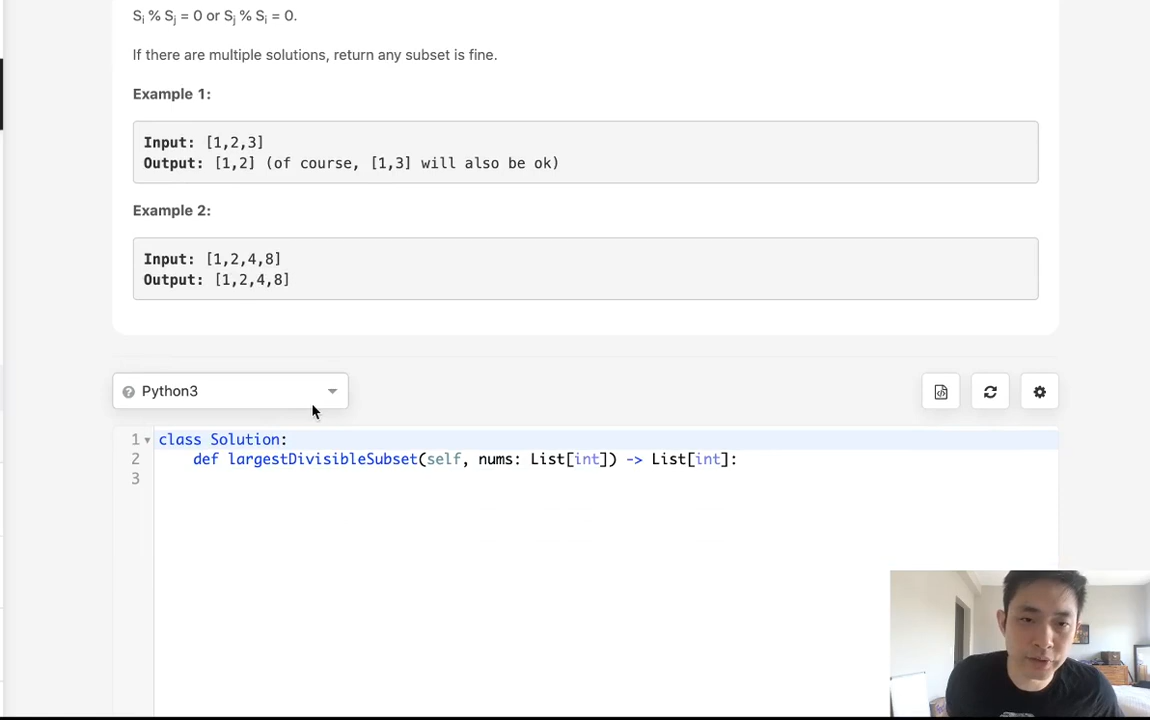 Si % Sj = 0 or Sj % Si = 0.
If there are multiple solutions, return any subset is fine.
Example 1:
Input: [1,2,3]
Output: [1,2] (of course, [1,3] will also be ok)
Example 2:
Input: [1,2,4,8]
Output: [1,2,4,8]
Python3
1 class Solution:
2 def largestDivisibleSubset(self, nums: List[int]) -> List[int]:
3